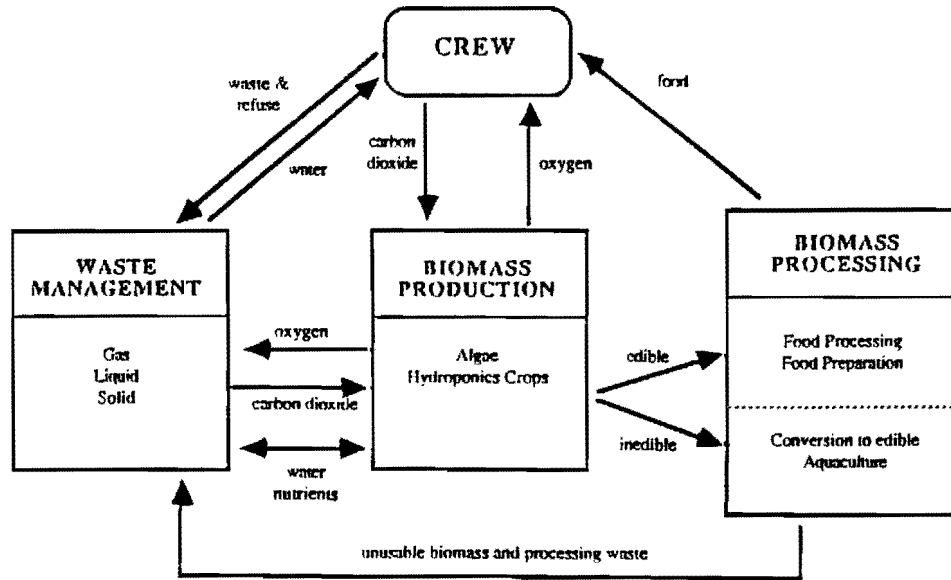 CREW
waste &
refuse
water
carbon
dioxide
oxygen
food
WASTE
MANAGEMENT
Gas
Liquid
Solid
BIOMASS
PRODUCTION
Algae
Hydroponics Crops
BIOMASS
PROCESSING
Food Processing
Food Preparation
Conversion to edible
Aquaculture
oxygen
carbon dioxide
water
nutrients
edible
inedible
unusable biomass and processing waste